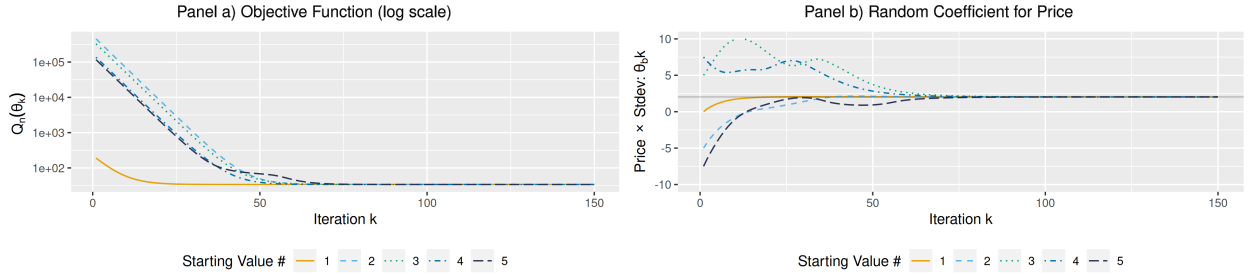 Panel a) Objective Function (log scale)
Qn(θk)
1e+05
1e+04
1e+03
1e+02
0 50 100 150
Iteration k
Starting Value # 1 2 3 4 5
Panel b) Random Coefficient for Price
Price × Stdev: θbk
10
5
0
-5
-10
0 50 100 150
Iteration k
Starting Value # 1 2 3 4 5